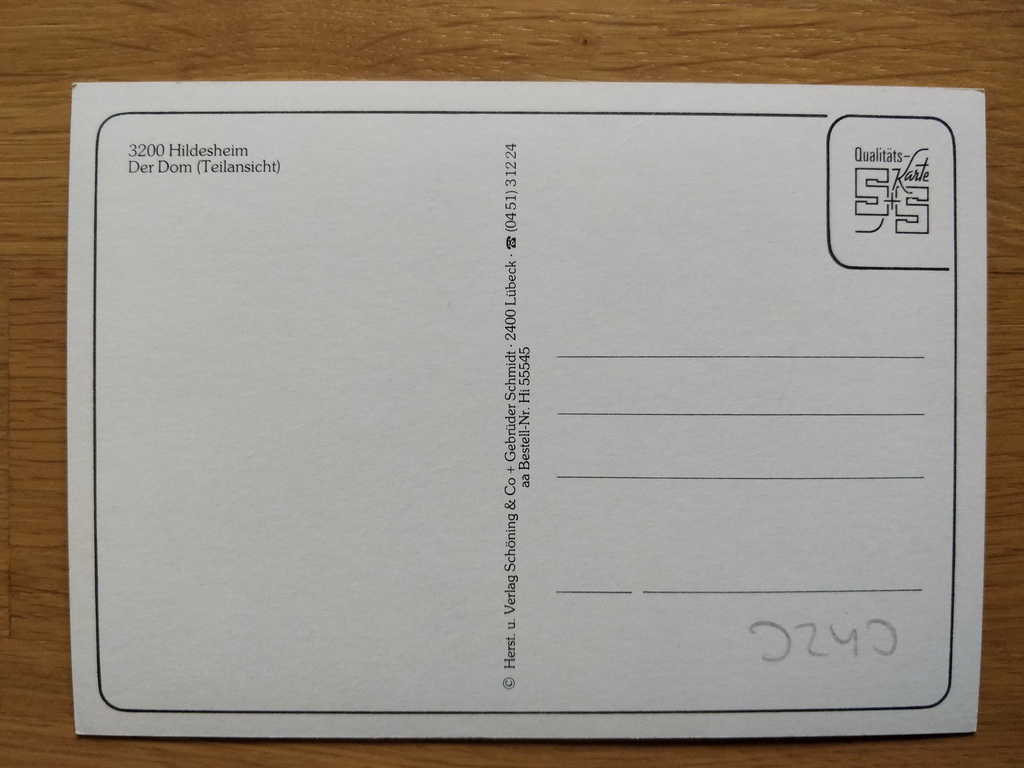 3200 Hildesheim
Der Dom (Teilansicht)
© Herst. u. Verlag Schöning & Co + Gebrüder Schmidt · 2400 Lübeck · ☎ (04 51) 3 12 24
aa Bestell-Nr. Hi 55545
Qualitäts-
Karte
S+S